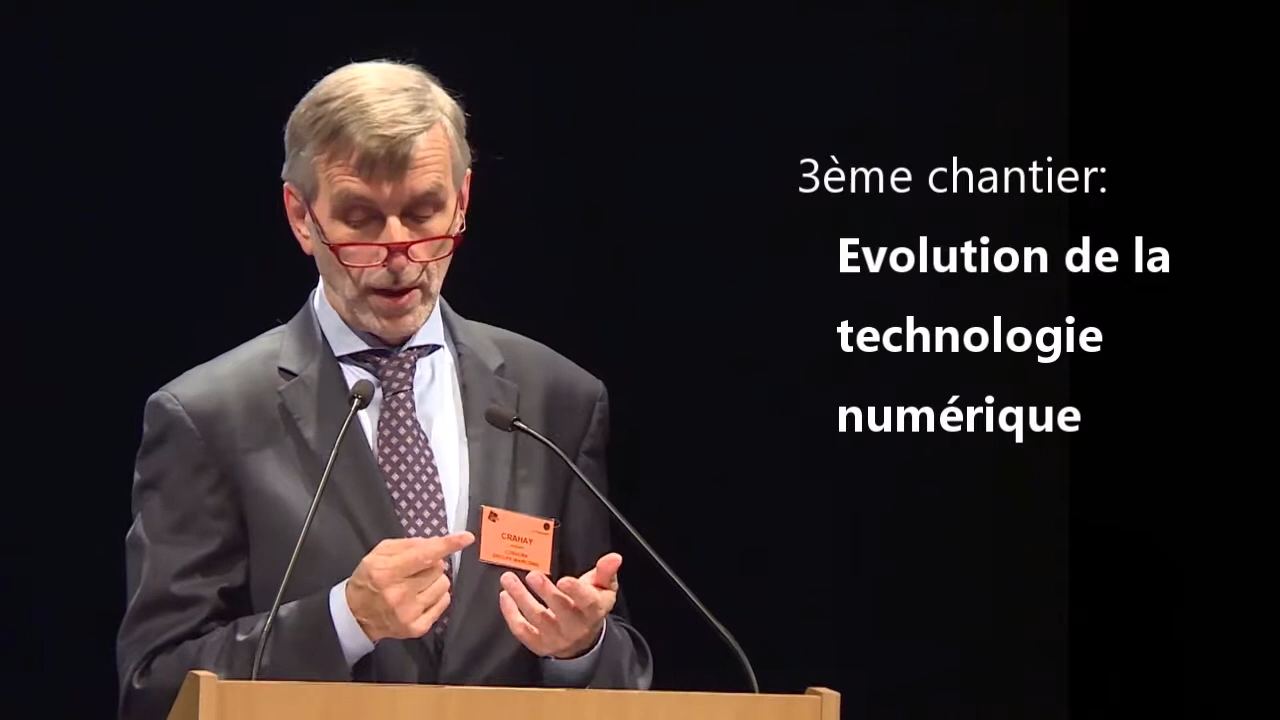 3ème chantier:
Evolution de la
technologie
numérique
CRAHAY